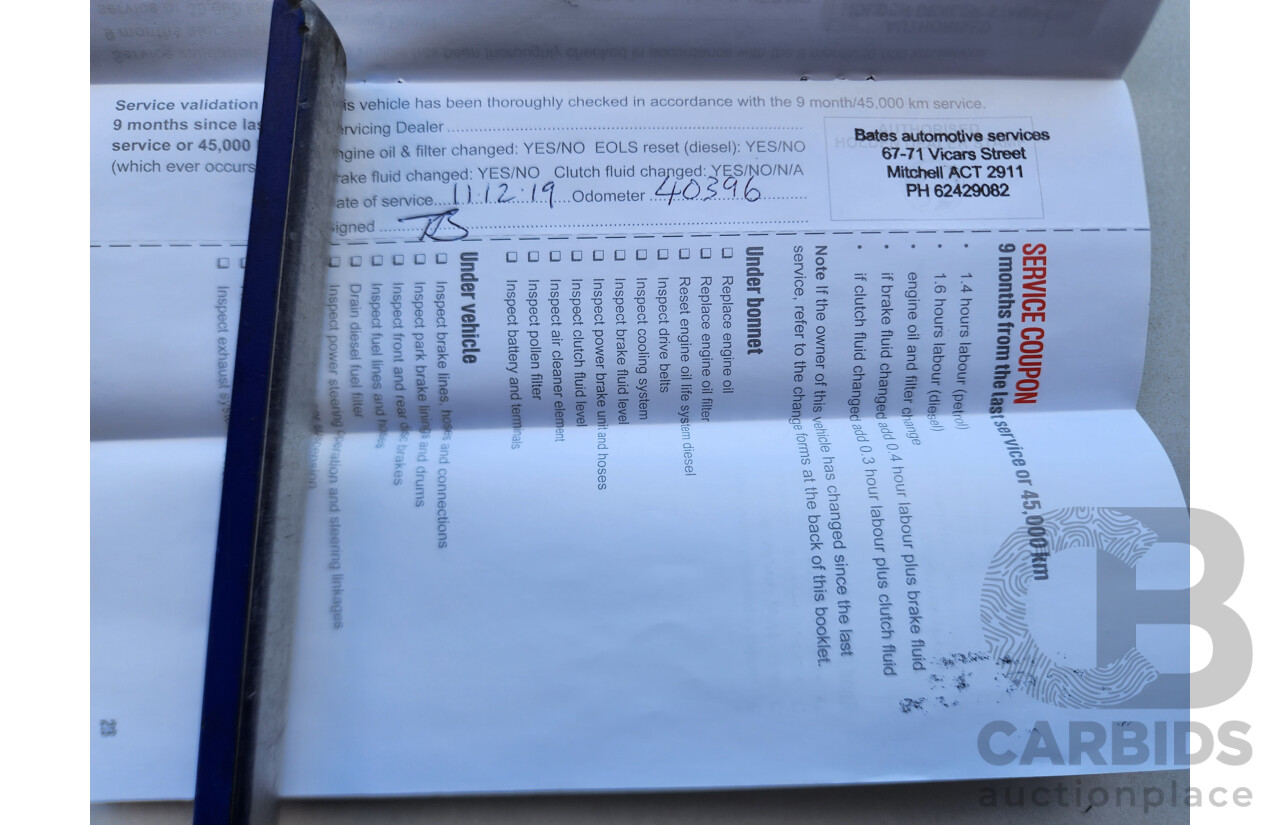 Service validation
9 months since
service or 45,000
(which ever occurs
is vehicle has been thoroughly checked in accordance with the 9 month/45,000 km service.
ervicing Dealer
ngine oil & filter changed: YES/NO EOLS reset (diesel): YES/NO
rake fluid changed: YES/NO Clutch fluid changed: YES/NO/N/A
ate of service....11.12.19...Odometer 40396
igned
Bates automotive services
67-71 Vicars Street
Mitchell ACT 2911
PH 62429082
SERVICE COUPON
9 months from the last service or 45,000 km
• 1.4 hours labour (petrol)
• 1.6 hours labour (diesel)
engine oil and filter change
• if brake fluid changed add 0.4 hour labour plus brake fluid
• if clutch fluid changed add 0.3 hour labour plus clutch fluid
Note If the owner of this vehicle has changed since the last
service, refer to the change forms at the back of this booklet.
Under bonnet
❑ Replace engine oil
❑ Replace engine oil filter
❑ Reset engine oil life system diesel
❑ Inspect drive belts
❑ Inspect cooling system
❑ Inspect brake fluid level
❑ Inspect power brake unit and hoses
❑ Inspect clutch fluid level
❑ Inspect air cleaner element
❑ Inspect pollen filter
❑ Inspect battery and terminals
Under vehicle
❑ Inspect brake lines, hoses and connections
❑ Inspect park brake linings and drums
❑ Inspect front and rear disc brakes
❑ Inspect fuel lines and hoses
❑ Drain diesel fuel filter
❑ Inspect power steering operation and steering linkages
❑ Inspect exhaust
CB
CARBIDS
auctionplace